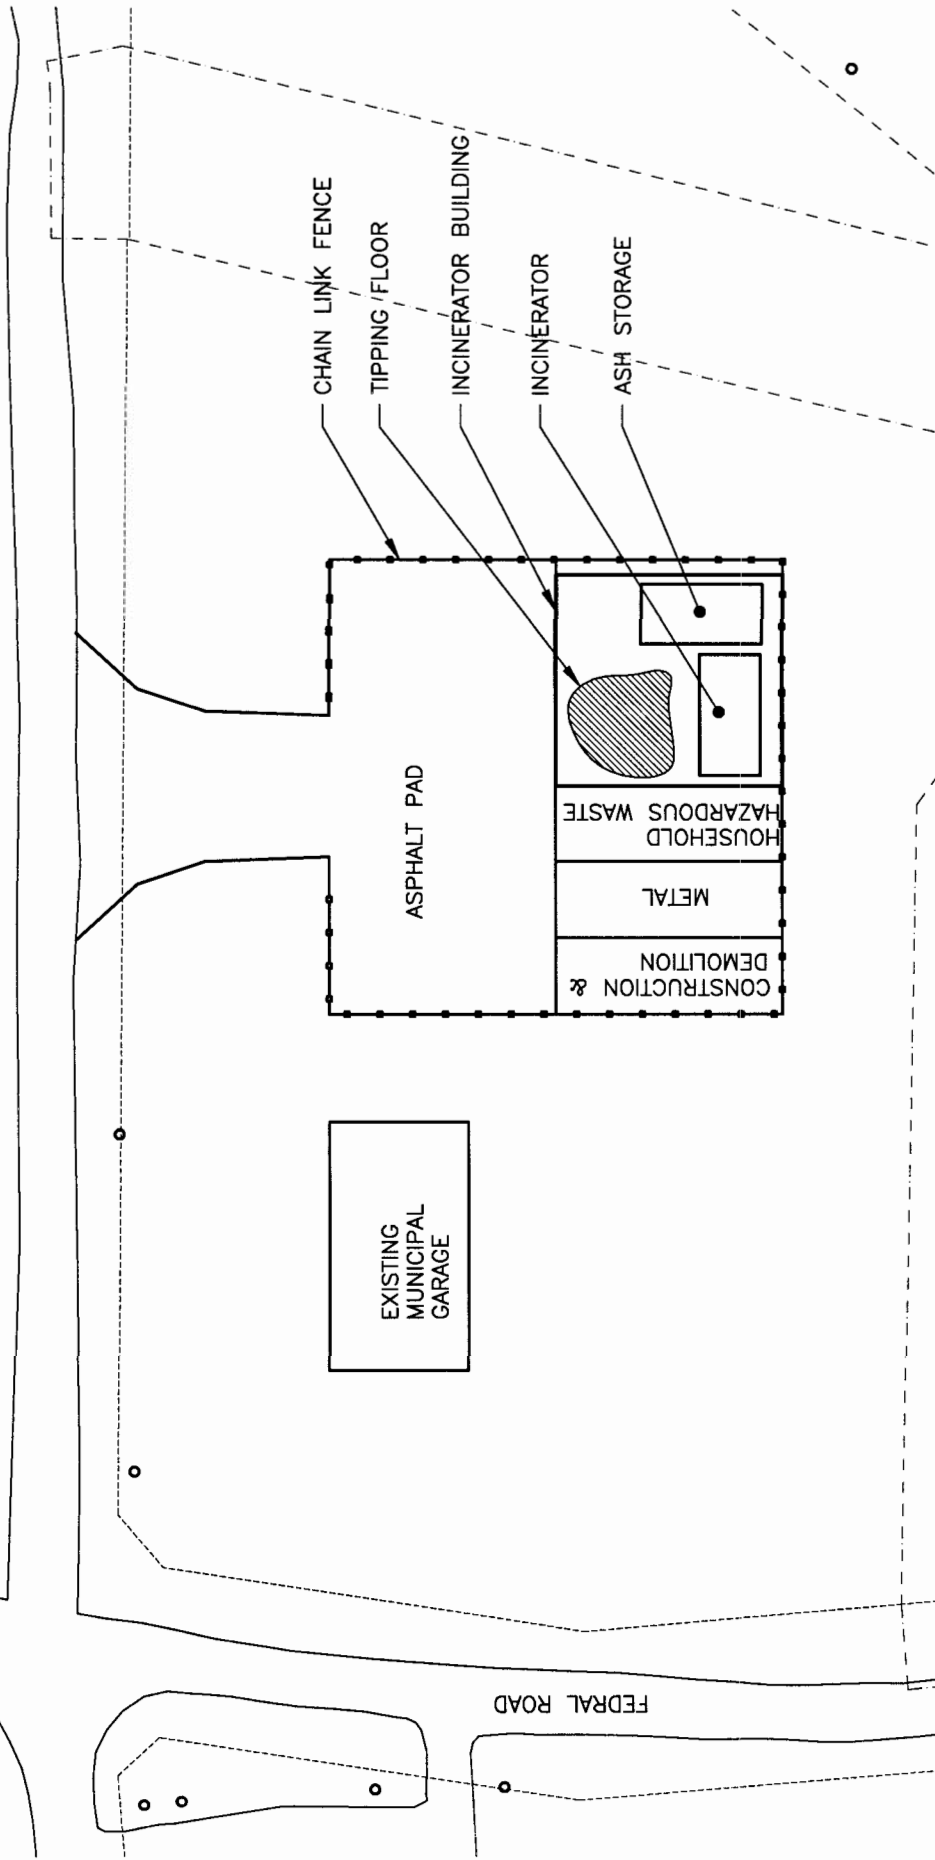 CHAIN LINK FENCE
TIPPING FLOOR
INCINERATOR BUILDING
INCINERATOR
ASH STORAGE
ASPHALT PAD
HOUSEHOLD
HAZARDOUS WASTE
METAL
CONSTRUCTION &
DEMOLITION
EXISTING
MUNICIPAL
GARAGE
FEDRAL ROAD